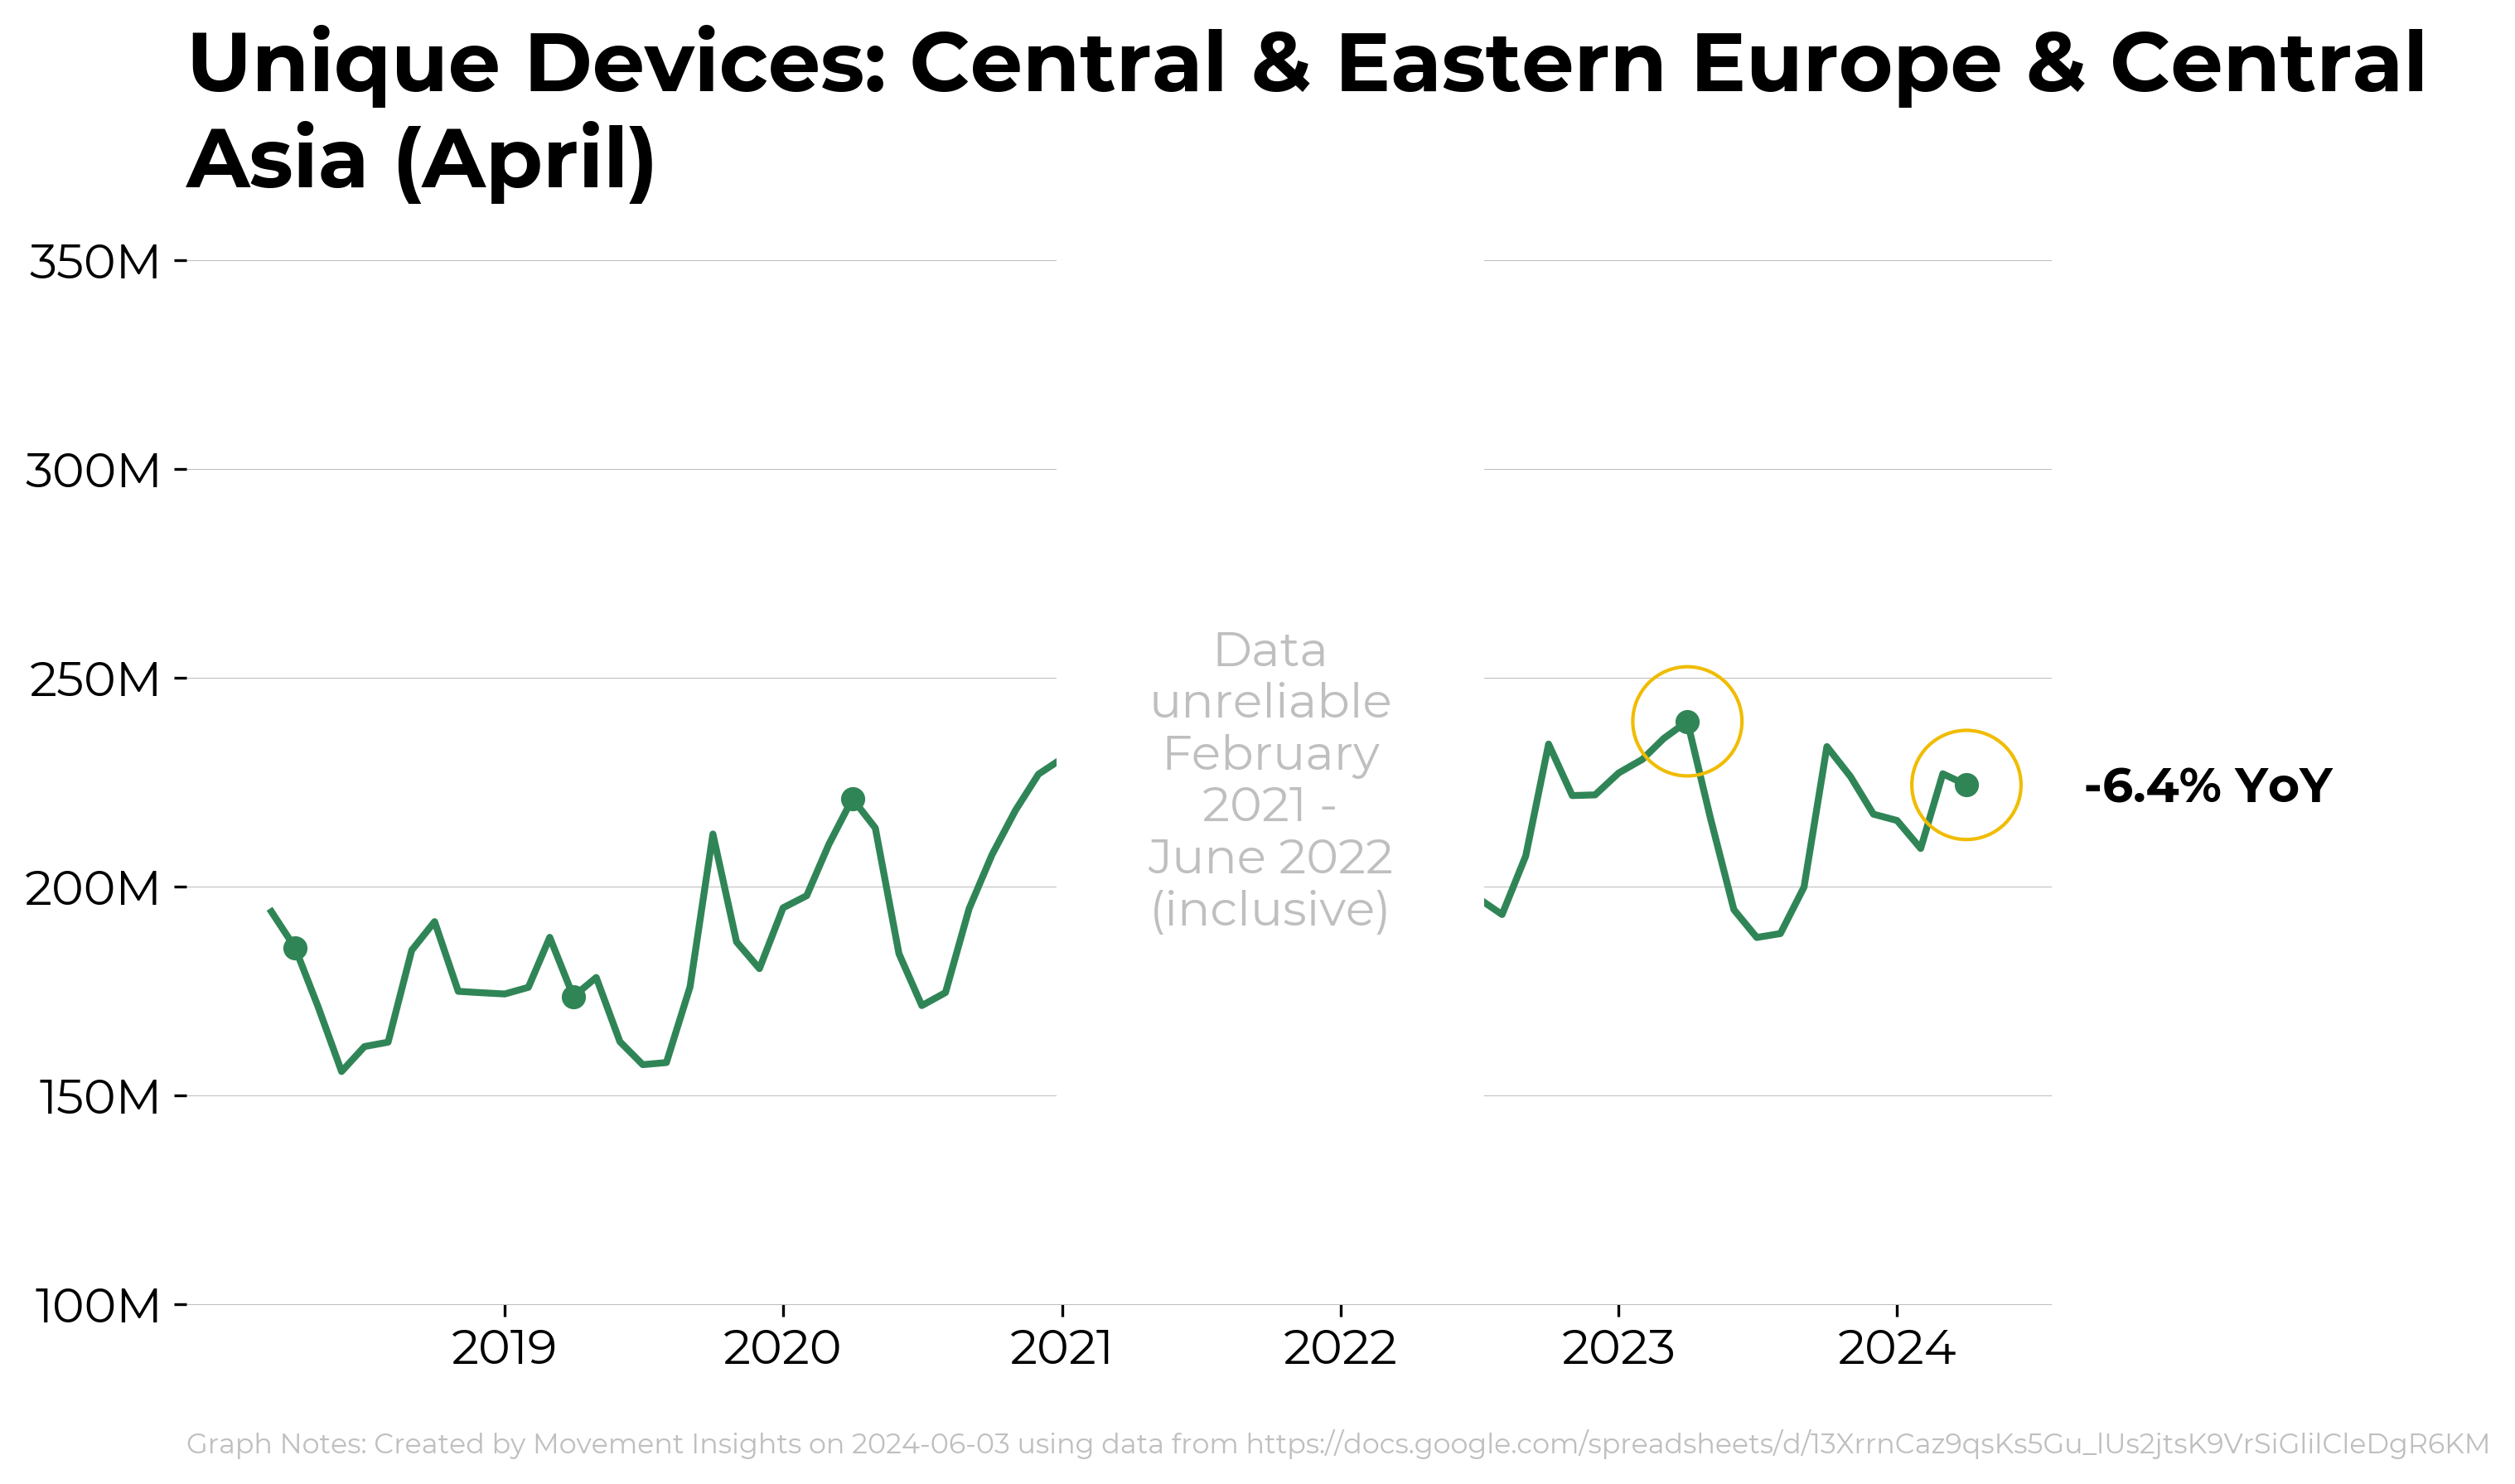 Unique Devices: Central & Eastern Europe & Central
Asia (April)
350M
300M
250M
200M
150M
100M
Data
unreliable
February
2021 -
June 2022
(inclusive)
-6.4% YoY
2019
2020
2021
2022
2023
2024
Graph Notes: Created by Movement Insights on 2024-06-03 using data from https://docs.google.com/spreadsheets/d/13XrrnCaz9qsKs5Gu_lUs2jtsK9VrSiGlilCleDgR6KM